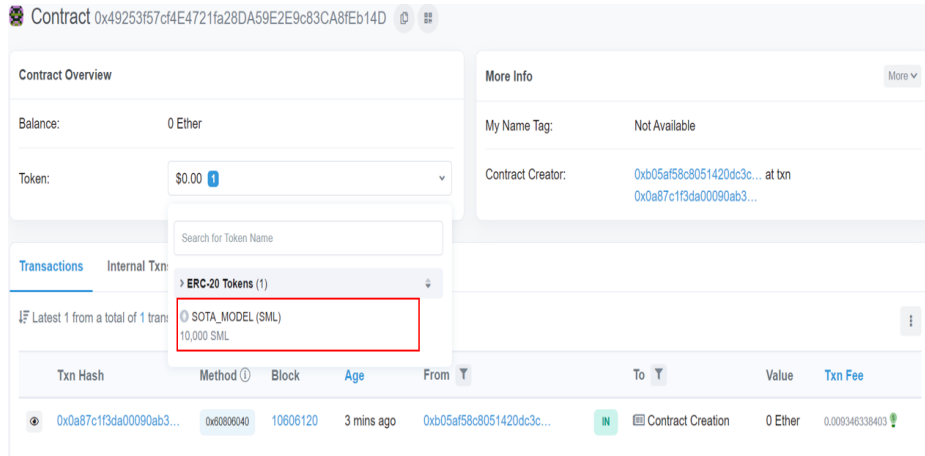 Contract 0x49253f57cf4E4721fa28DA59E2E9c83CA8fEb14D
Contract Overview
Balance: 0 Ether
Token: $0.00 1
Search for Token Name
ERC-20 Tokens (1)
SOTA_MODEL (SML)
10,000 SML
More Info
More
My Name Tag: Not Available
Contract Creator: 0xb05af58c8051420dc3c... at txn
0x0a87c1f3da00090ab3...
Transactions Internal Txn
Latest 1 from a total of 1 tran
Txn Hash Method Block Age From To Value Txn Fee
0x0a87c1f3da00090ab3... 0x60806040 10606120 3 mins ago 0xb05af58c8051420dc3c... IN Contract Creation 0 Ether 0.009346338403